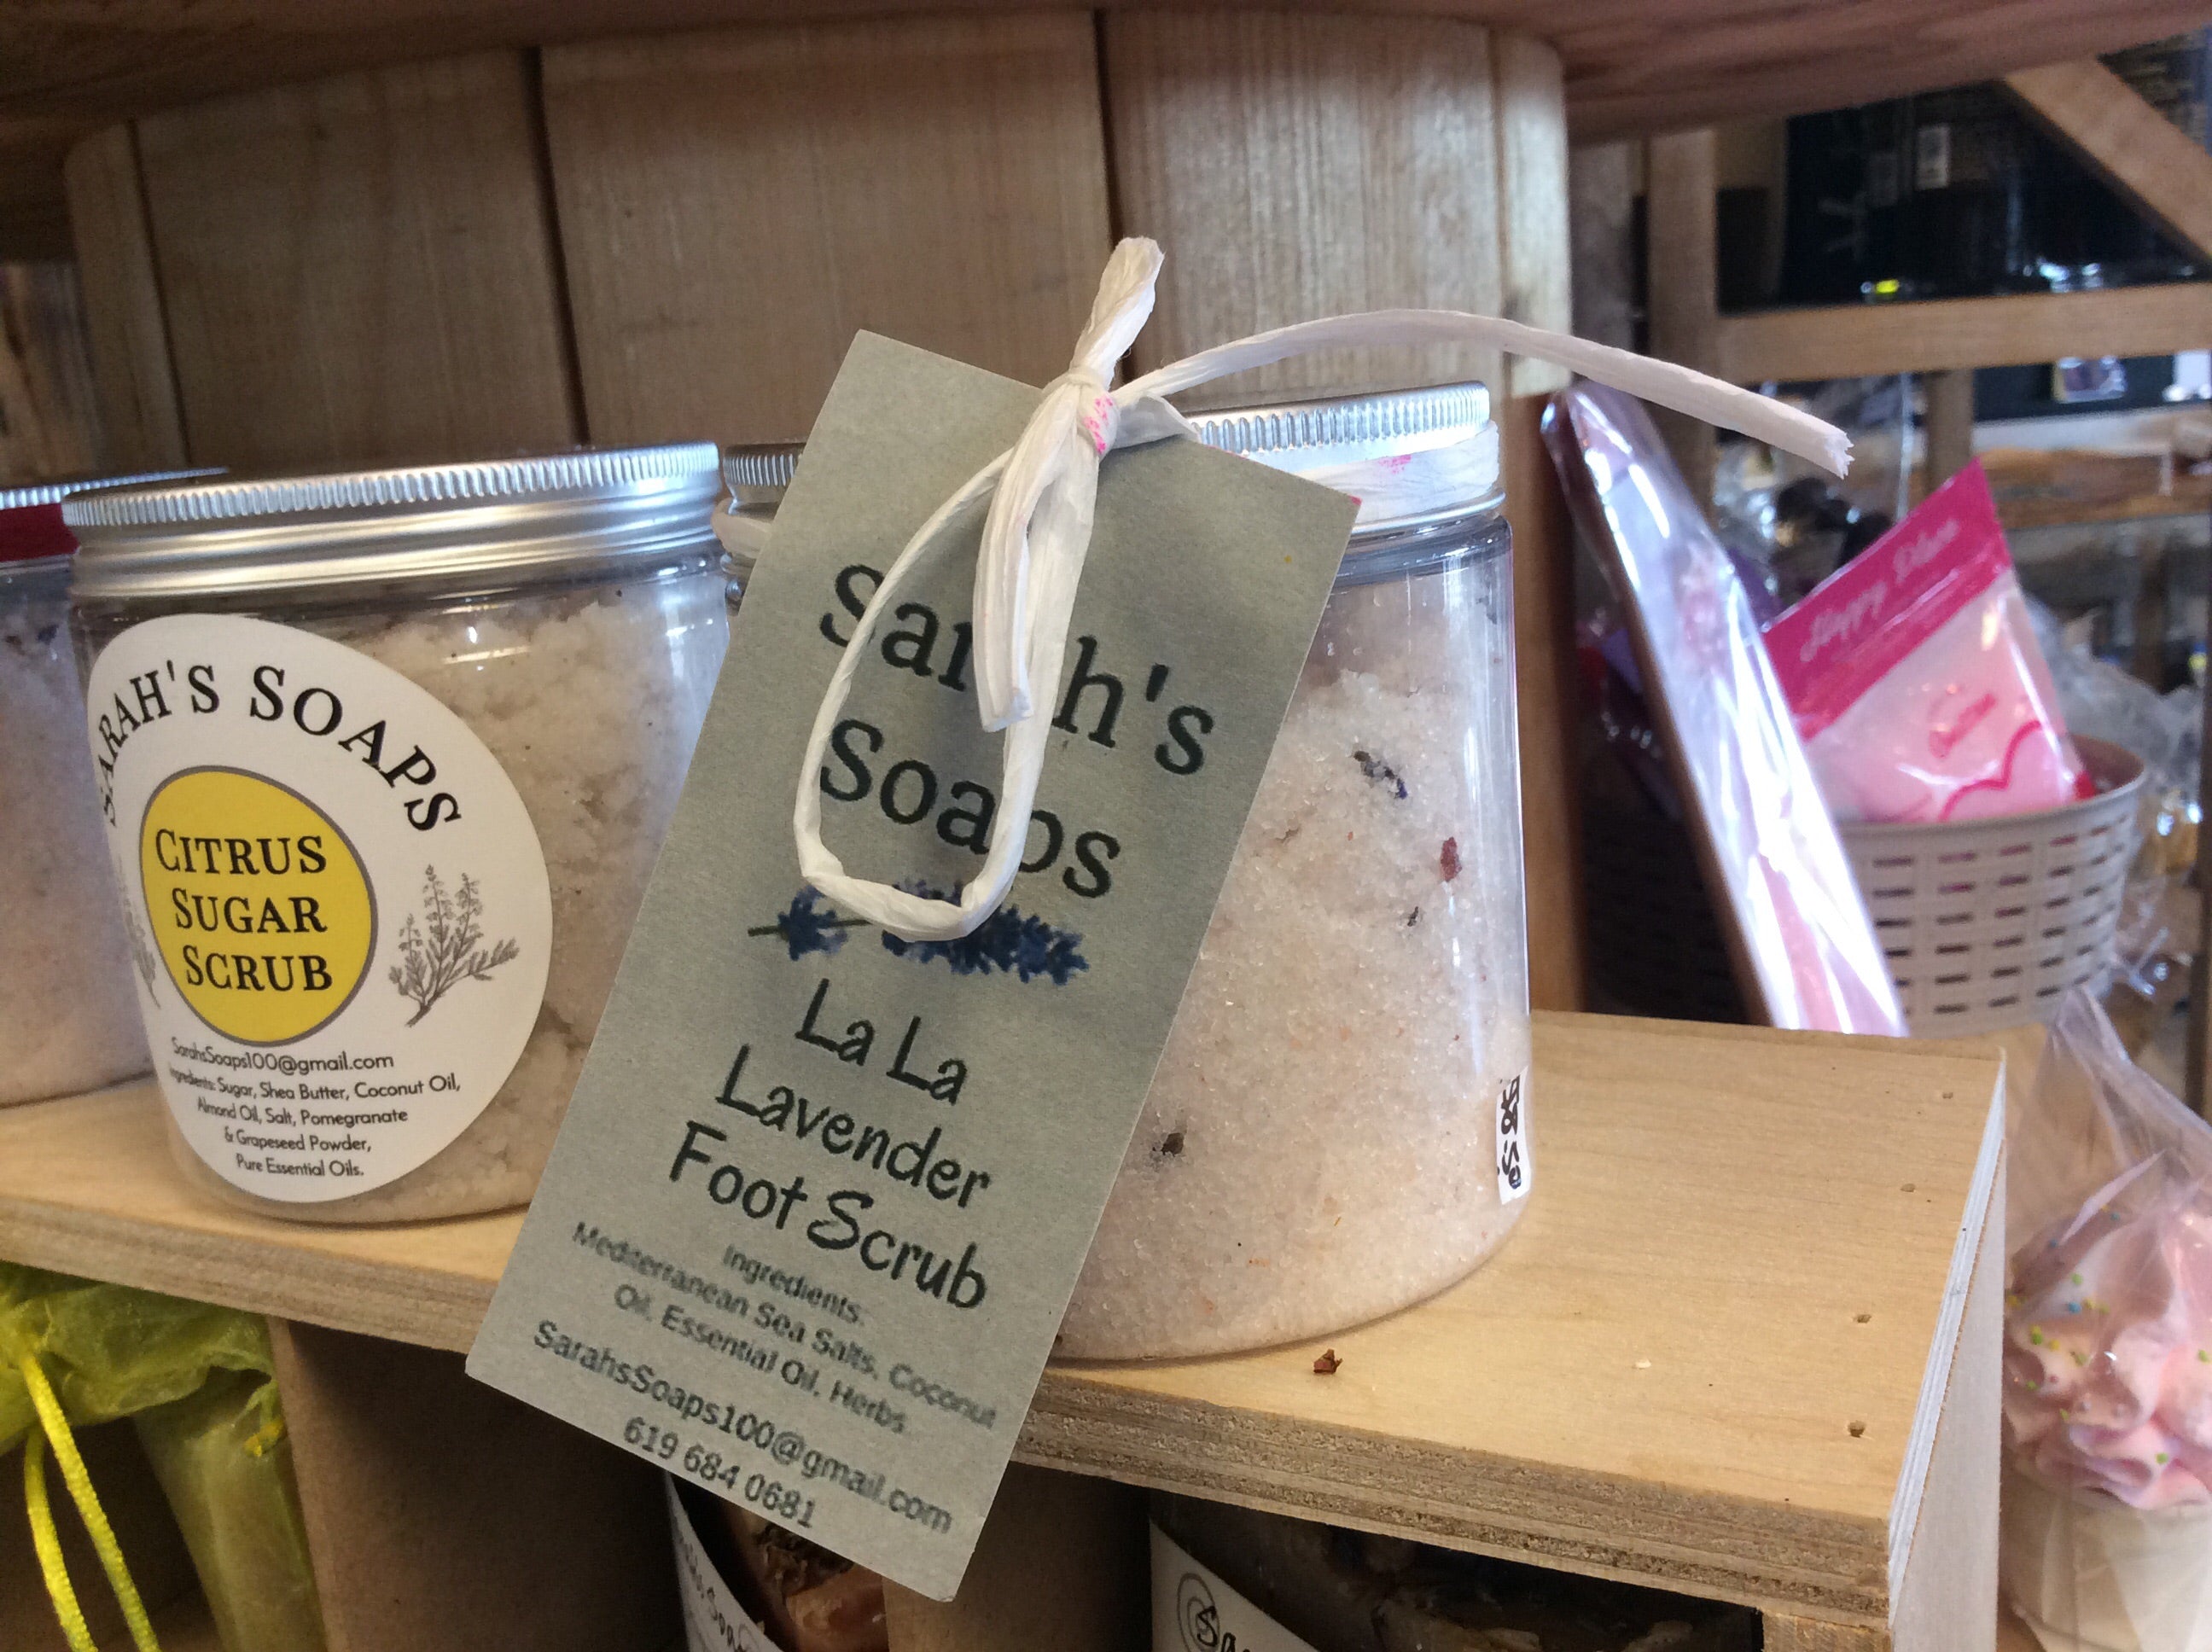 SARAH'S SOAPS
CITRUS
SUGAR
SCRUB
SarahsSoaps100@gmail.com
Ingredients: Sugar, Shea Butter, Coconut Oil,
Almond Oil, Salt, Pomegranate
& Grapeseed Powder,
Pure Essential Oils.
Sarah's
Soaps
La La
Lavender
Foot Scrub
Ingredients:
Mediterranean Sea Salts, Coconut
Oil, Essential Oil, Herbs
SarahsSoaps100@gmail.com
619 684 0681
Happy Place